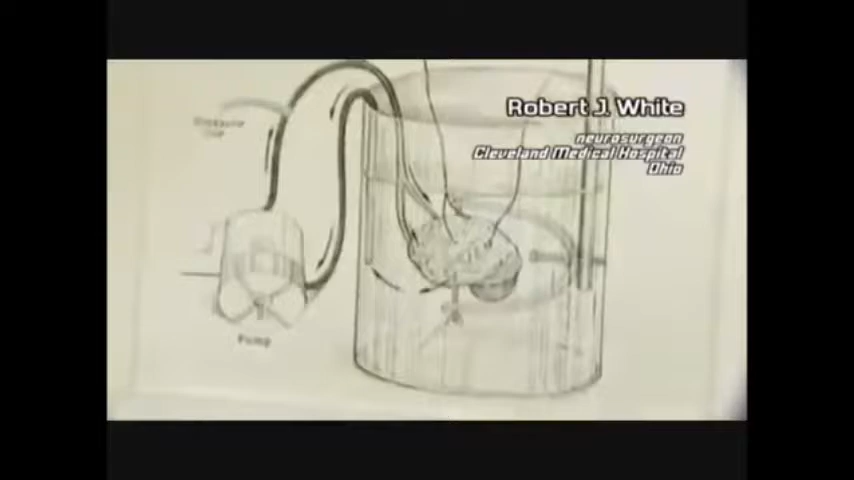 Robert J. White
neurosurgeon
Cleveland Medical Hospital
Ohio
Pump